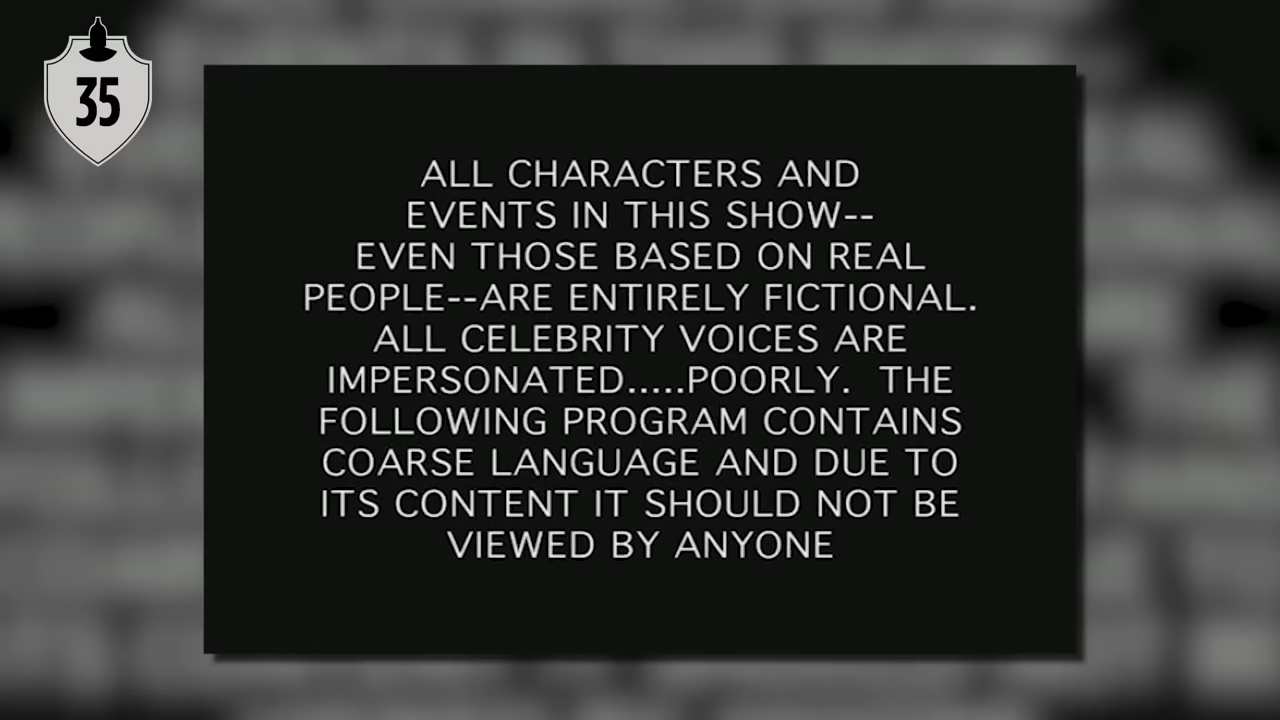 35
ALL CHARACTERS AND
EVENTS IN THIS SHOW--
EVEN THOSE BASED ON REAL
PEOPLE--ARE ENTIRELY FICTIONAL.
ALL CELEBRITY VOICES ARE
IMPERSONATED.....POORLY. THE
FOLLOWING PROGRAM CONTAINS
COARSE LANGUAGE AND DUE TO
ITS CONTENT IT SHOULD NOT BE
VIEWED BY ANYONE